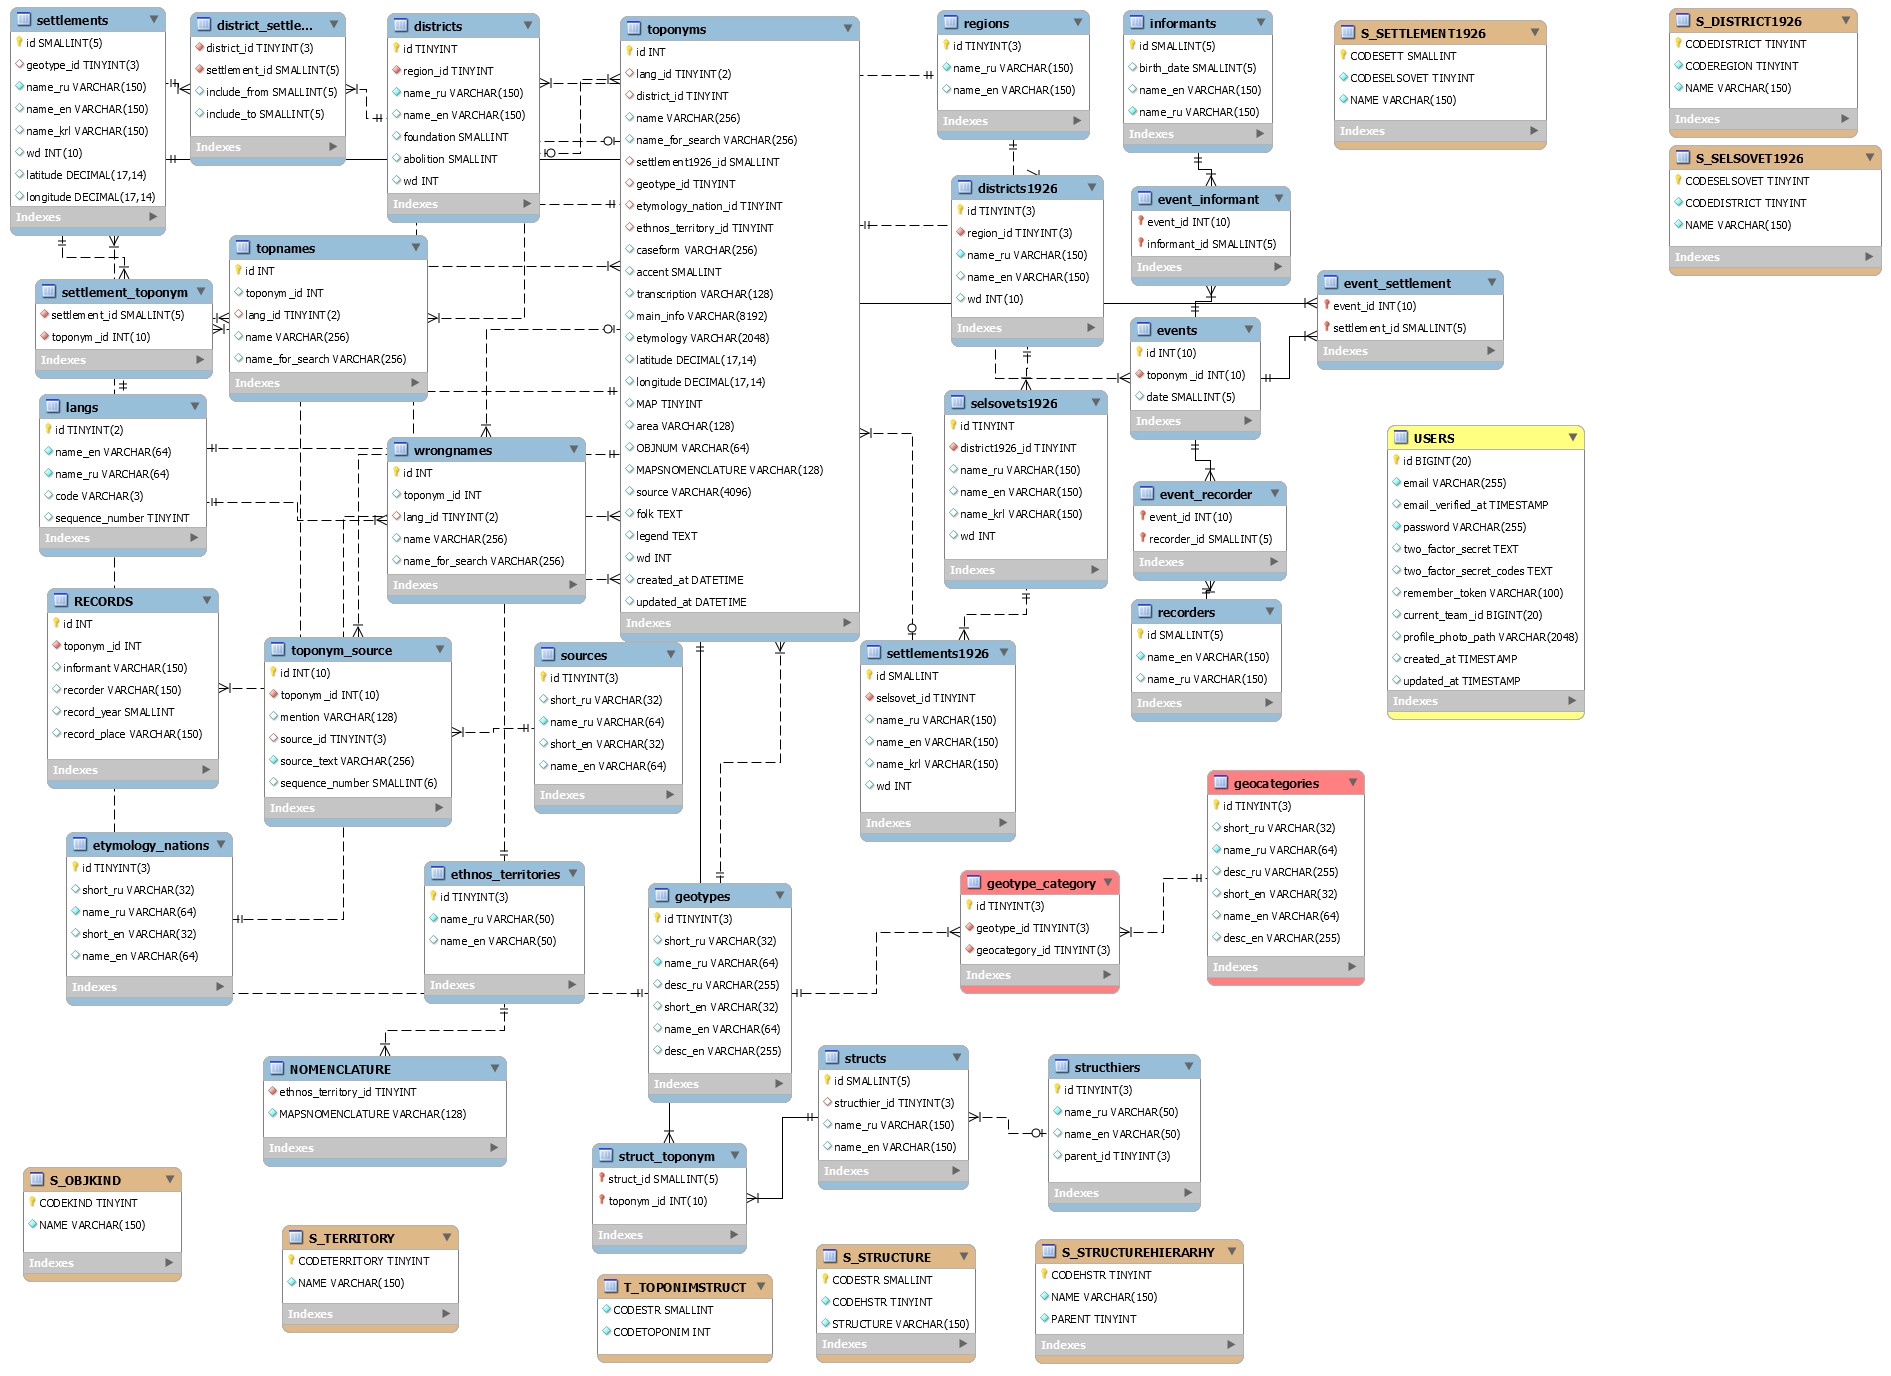 settlements
id SMALLINT(5)
geotype_id TINYINT(3)
name_ru VARCHAR(150)
name_en VARCHAR(150)
name_krl VARCHAR(150)
wd INT(10)
latitude DECIMAL(17,14)
longitude DECIMAL(17,14)
Indexes
district_settle...
district_id TINYINT(3)
settlement_id SMALLINT(5)
include_from SMALLINT(5)
include_to SMALLINT(5)
Indexes
districts
id TINYINT
region_id TINYINT
name_ru VARCHAR(150)
name_en VARCHAR(150)
foundation SMALLINT
abolition SMALLINT
wd INT
Indexes
toponyms
id INT
lang_id TINYINT(2)
district_id TINYINT
name VARCHAR(256)
name_for_search VARCHAR(256)
settlement1926_id SMALLINT
geotype_id TINYINT
etymology_nation_id TINYINT
ethnos_territory_id TINYINT
caseform VARCHAR(256)
accent SMALLINT
transcription VARCHAR(128)
main_info VARCHAR(8192)
etymology VARCHAR(2048)
latitude DECIMAL(17,14)
longitude DECIMAL(17,14)
MAP TINYINT
area VARCHAR(128)
OBJNUM VARCHAR(64)
MAPSNOMENCLATURE VARCHAR(128)
source VARCHAR(4096)
folk TEXT
legend TEXT
wd INT
created_at DATETIME
updated_at DATETIME
Indexes
regions
id TINYINT(3)
name_ru VARCHAR(150)
name_en VARCHAR(150)
Indexes
informants
id SMALLINT(5)
birth_date SMALLINT(5)
name_en VARCHAR(150)
name_ru VARCHAR(150)
Indexes
S_SETTLEMENT1926
CODESETT SMALLINT
CODESELSOVET TINYINT
NAME VARCHAR(150)
Indexes
S_DISTRICT1926
CODEDISTRICT TINYINT
CODEREGION TINYINT
NAME VARCHAR(150)
Indexes
S_SELSOVET1926
CODESELSOVET TINYINT
CODEDISTRICT TINYINT
NAME VARCHAR(150)
Indexes
districts1926
id TINYINT(3)
region_id TINYINT(3)
name_ru VARCHAR(150)
name_en VARCHAR(150)
wd INT(10)
Indexes
event_informant
event_id INT(10)
informant_id SMALLINT(5)
Indexes
topnames
id INT
toponym_id INT
lang_id TINYINT(2)
name VARCHAR(256)
name_for_search VARCHAR(256)
Indexes
settlement_toponym
settlement_id SMALLINT(5)
toponym_id INT(10)
Indexes
event_settlement
event_id INT(10)
settlement_id SMALLINT(5)
Indexes
events
id INT(10)
toponym_id INT(10)
date SMALLINT(5)
Indexes
langs
id TINYINT(2)
name_en VARCHAR(64)
name_ru VARCHAR(64)
code VARCHAR(3)
sequence_number TINYINT
Indexes
wrongnames
id INT
toponym_id INT
lang_id TINYINT(2)
name VARCHAR(256)
name_for_search VARCHAR(256)
Indexes
selsovets1926
id TINYINT
district1926_id TINYINT
name_ru VARCHAR(150)
name_en VARCHAR(150)
name_krl VARCHAR(150)
wd INT
Indexes
event_recorder
event_id INT(10)
recorder_id SMALLINT(5)
Indexes
USERS
id BIGINT(20)
email VARCHAR(255)
email_verified_at TIMESTAMP
password VARCHAR(255)
two_factor_secret TEXT
two_factor_secret_codes TEXT
remember_token VARCHAR(100)
current_team_id BIGINT(20)
profile_photo_path VARCHAR(2048)
created_at TIMESTAMP
updated_at TIMESTAMP
Indexes
RECORDS
id INT
toponym_id INT
informant VARCHAR(150)
recorder VARCHAR(150)
record_year SMALLINT
record_place VARCHAR(150)
Indexes
toponym_source
id INT(10)
toponym_id INT(10)
mention VARCHAR(128)
source_id TINYINT(3)
source_text VARCHAR(256)
sequence_number SMALLINT(6)
Indexes
sources
id TINYINT(3)
short_ru VARCHAR(32)
name_ru VARCHAR(64)
short_en VARCHAR(32)
name_en VARCHAR(64)
Indexes
settlements1926
id SMALLINT
selsovet_id TINYINT
name_ru VARCHAR(150)
name_en VARCHAR(150)
name_krl VARCHAR(150)
wd INT
Indexes
recorders
id SMALLINT(5)
name_en VARCHAR(150)
name_ru VARCHAR(150)
Indexes
etymology_nations
id TINYINT(3)
short_ru VARCHAR(32)
name_ru VARCHAR(64)
short_en VARCHAR(32)
name_en VARCHAR(64)
Indexes
ethnos_territories
id TINYINT(3)
name_ru VARCHAR(50)
name_en VARCHAR(50)
Indexes
geotypes
id TINYINT(3)
short_ru VARCHAR(32)
name_ru VARCHAR(64)
desc_ru VARCHAR(255)
short_en VARCHAR(32)
name_en VARCHAR(64)
desc_en VARCHAR(255)
Indexes
geotype_category
id TINYINT(3)
geotype_id TINYINT(3)
geocategory_id TINYINT(3)
Indexes
geocategories
id TINYINT(3)
short_ru VARCHAR(32)
name_ru VARCHAR(64)
desc_ru VARCHAR(255)
short_en VARCHAR(32)
name_en VARCHAR(64)
desc_en VARCHAR(255)
Indexes
NOMENCLATURE
ethnos_territory_id TINYINT
MAPSNOMENCLATURE VARCHAR(128)
Indexes
structs
id SMALLINT(5)
structhier_id TINYINT(3)
name_ru VARCHAR(150)
name_en VARCHAR(150)
Indexes
structhiers
id TINYINT(3)
name_ru VARCHAR(50)
name_en VARCHAR(50)
parent_id TINYINT(3)
Indexes
struct_toponym
struct_id SMALLINT(5)
toponym_id INT(10)
Indexes
S_OBJKIND
CODEKIND TINYINT
NAME VARCHAR(150)
Indexes
S_TERRITORY
CODETERRITORY TINYINT
NAME VARCHAR(150)
Indexes
T_TOPONIMSTRUCT
CODESTR SMALLINT
CODETOPONIM INT
S_STRUCTURE
CODESTR SMALLINT
CODEHSTR TINYINT
STRUCTURE VARCHAR(150)
Indexes
S_STRUCTUREHIERARHY
CODEHSTR TINYINT
NAME VARCHAR(150)
PARENT TINYINT
Indexes